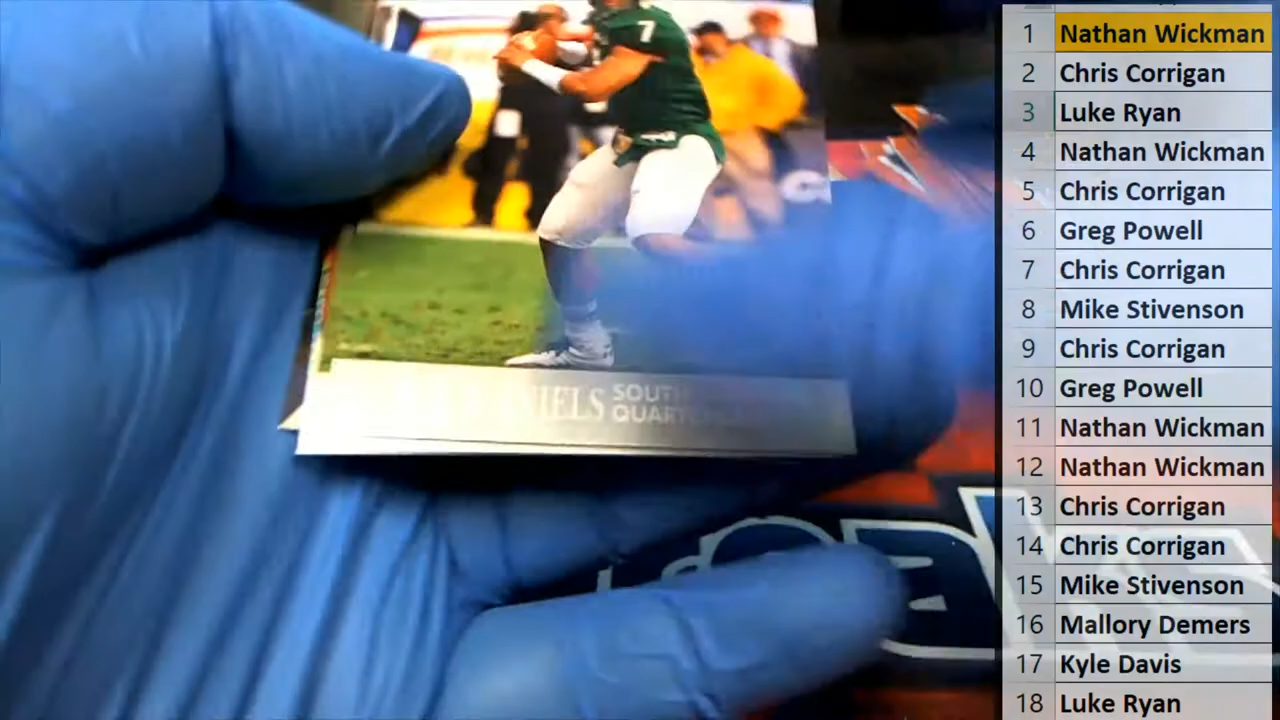 7
IELS SOUTH
QUART
1 Nathan Wickman
2 Chris Corrigan
3 Luke Ryan
4 Nathan Wickman
5 Chris Corrigan
6 Greg Powell
7 Chris Corrigan
8 Mike Stivenson
9 Chris Corrigan
10 Greg Powell
11 Nathan Wickman
12 Nathan Wickman
13 Chris Corrigan
14 Chris Corrigan
15 Mike Stivenson
16 Mallory Demers
17 Kyle Davis
18 Luke Ryan